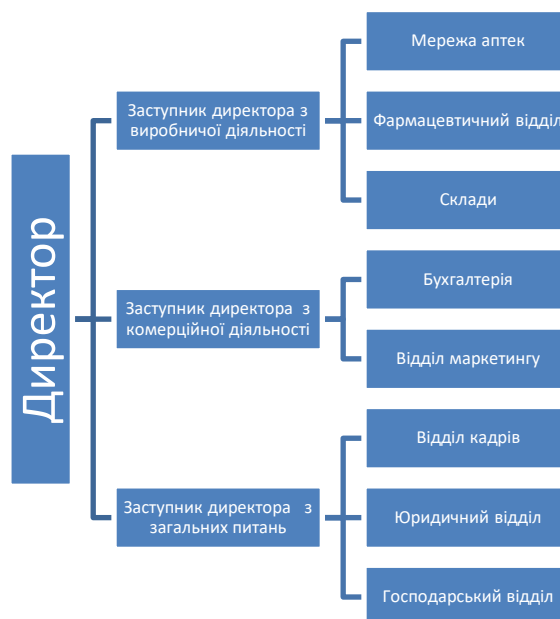 Директор
Заступник директора з
виробничої діяльності
Мережа аптек
Фармацевтичний відділ
Склади
Заступник директора з
комерційної діяльності
Бухгалтерія
Відділ маркетингу
Заступник директора з
загальних питань
Відділ кадрів
Юридичний відділ
Господарський відділ